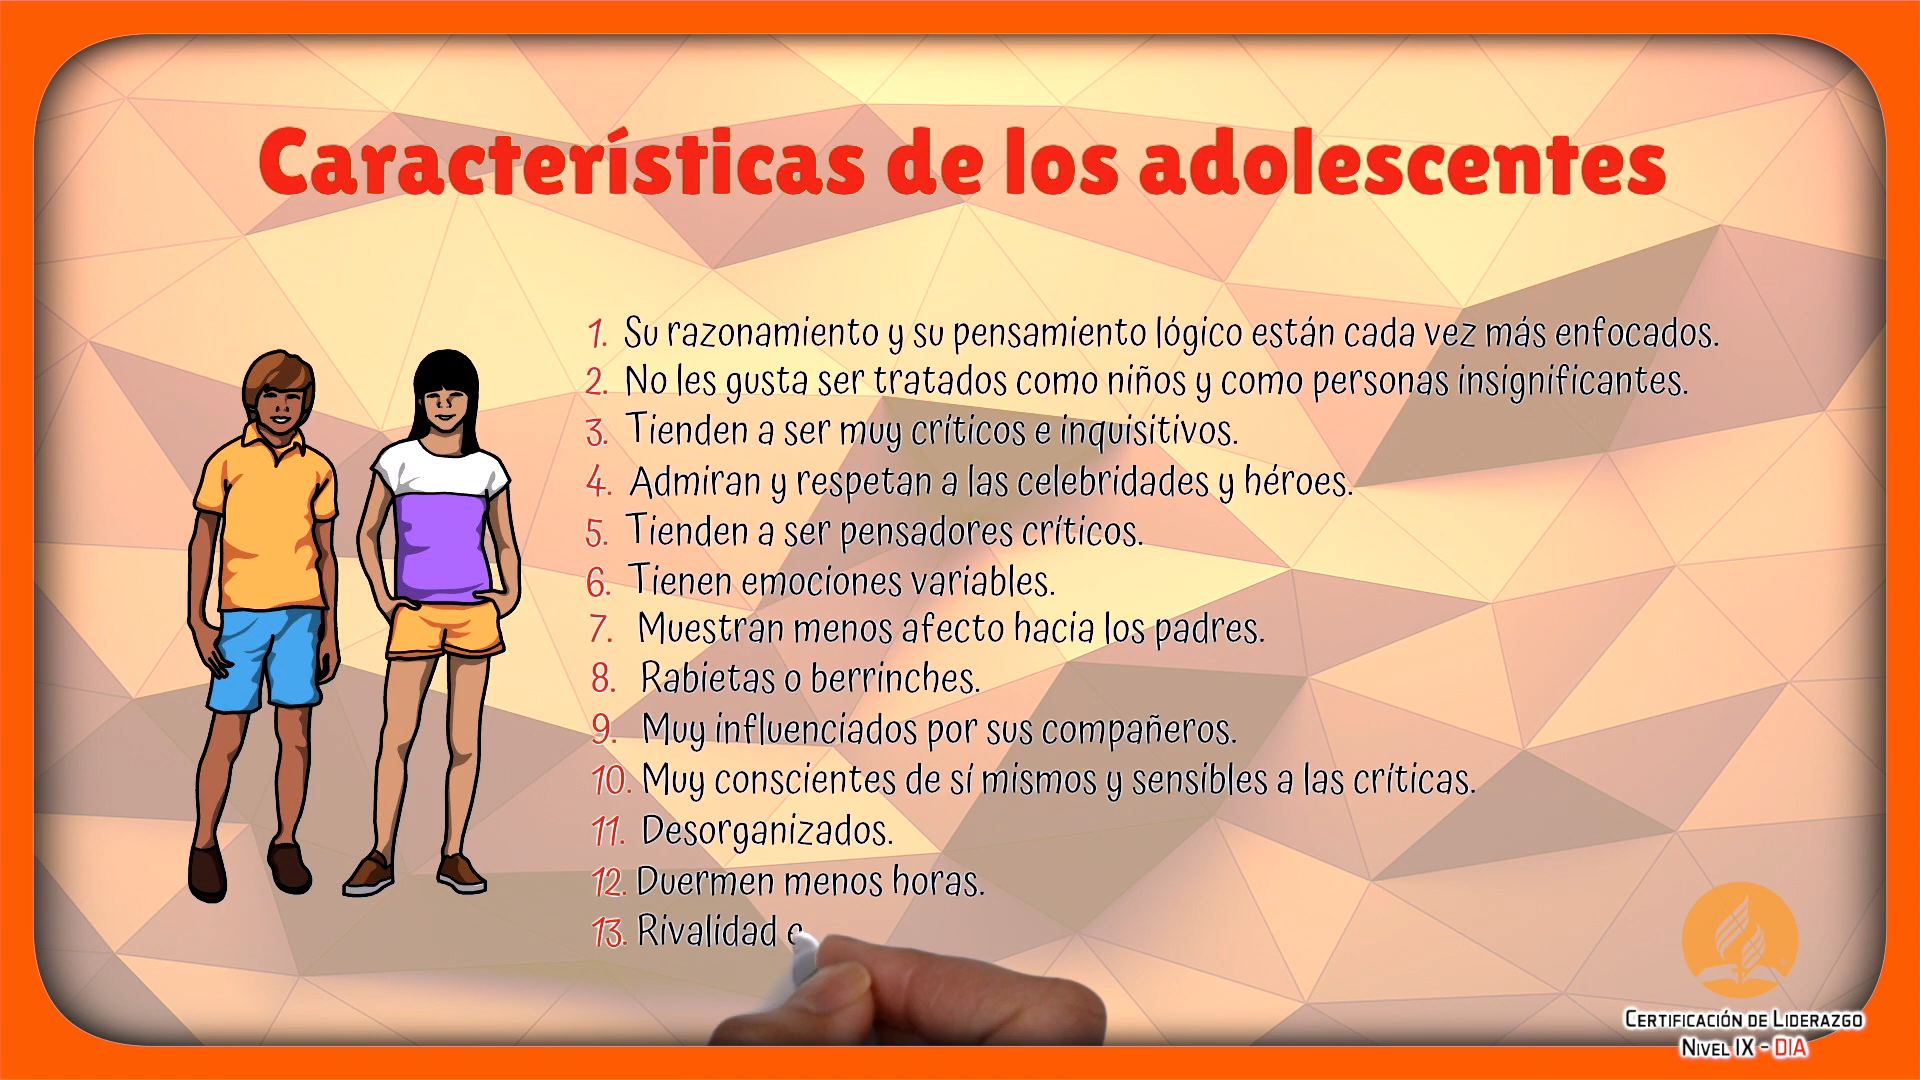 Características de los adolescentes
1. Su razonamiento y su pensamiento lógico están cada vez más enfocados.
2. No les gusta ser tratados como niños y como personas insignificantes.
3. Tienden a ser muy críticos e inquisitivos.
4. Admiran y respetan a las celebridades y héroes.
5. Tienden a ser pensadores críticos.
6. Tienen emociones variables.
7. Muestran menos afecto hacia los padres.
8. Rabietas o berrinches.
9. Muy influenciados por sus compañeros.
10. Muy conscientes de sí mismos y sensibles a las críticas.
11. Desorganizados.
12. Duermen menos horas.
13. Rivalidad
CERTIFICACIÓN DE LIDERAZGO
NIVEL IX - DIA